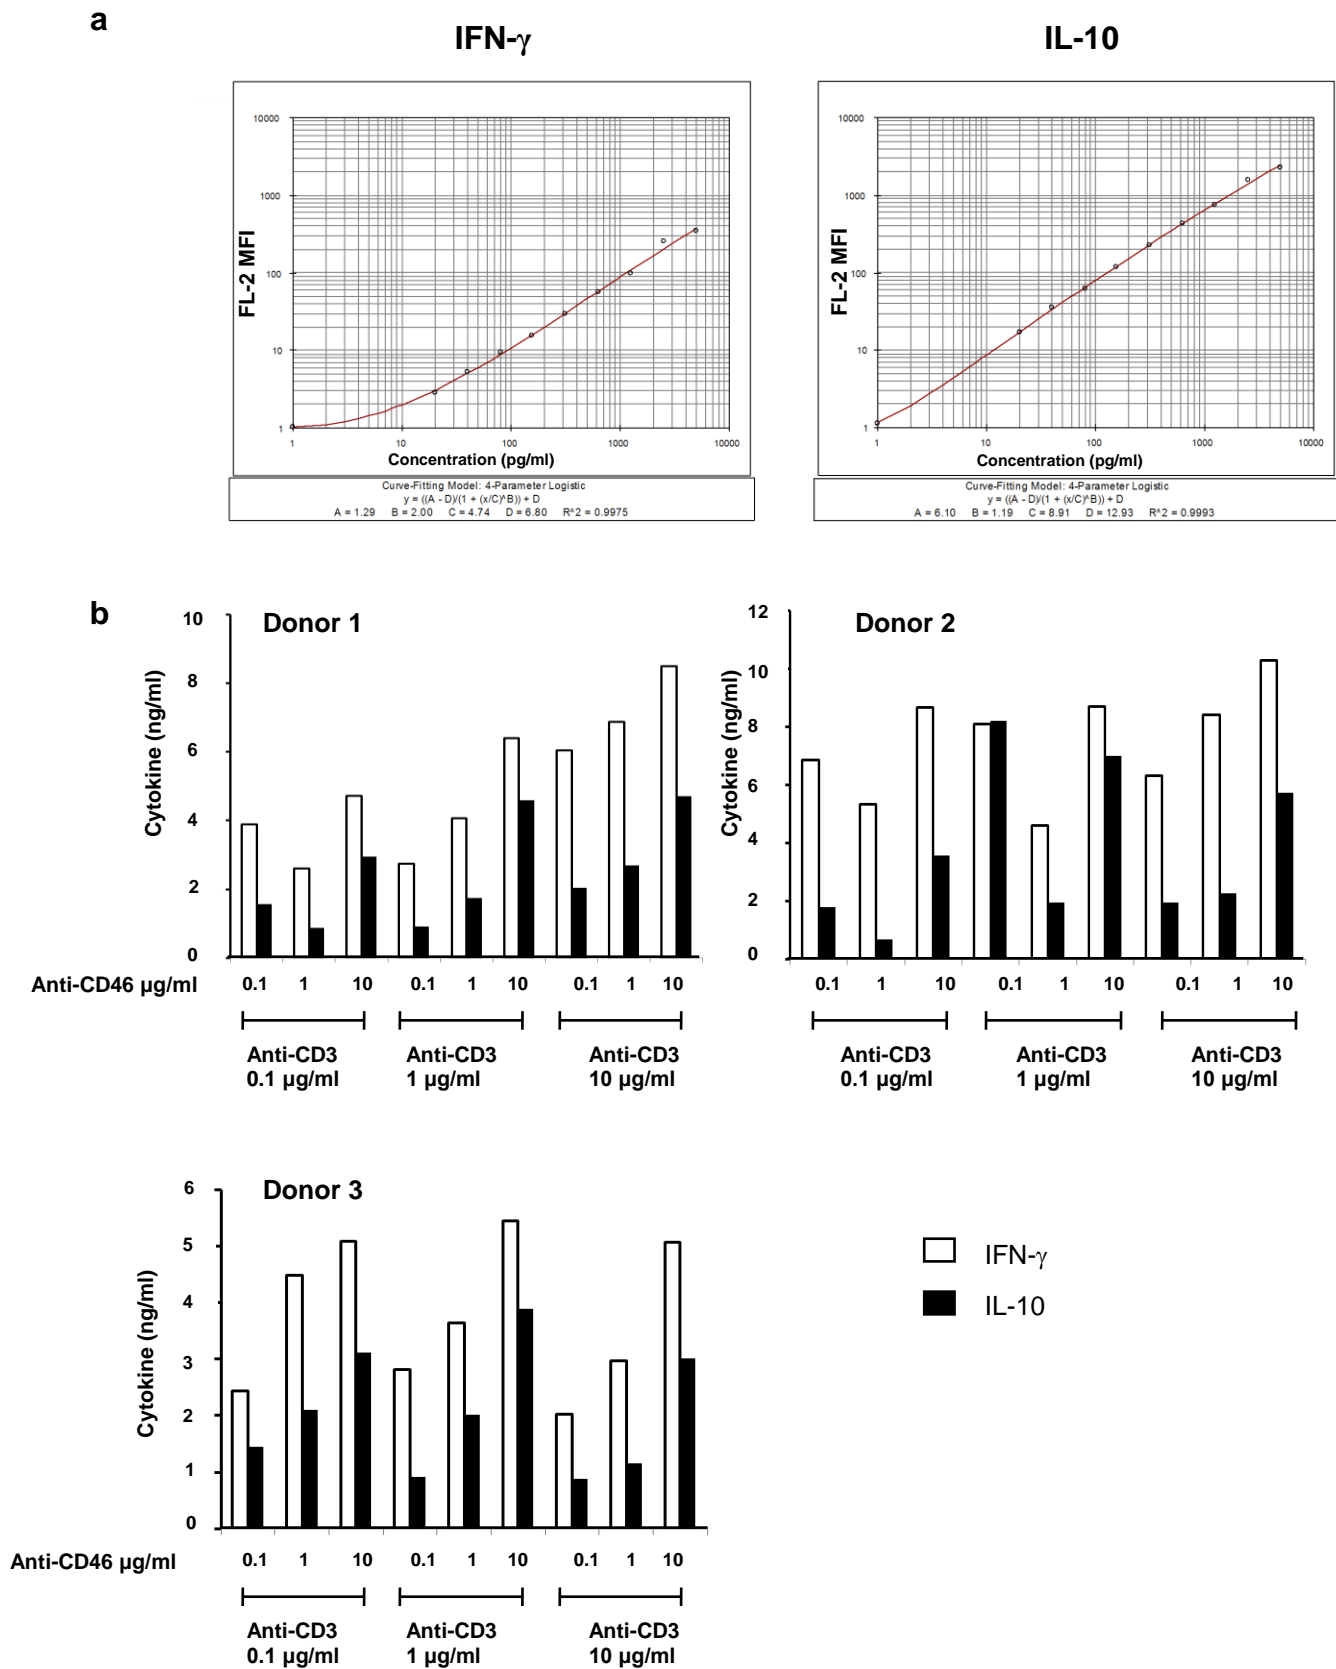 a
IFN-γ
IL-10
10000
1000
100
10
1
FL-2 MFI
1 10 100 1000 10000
Concentration (pg/ml)
Curve-Fitting Model: 4-Parameter Logistic
y = ((A - D)/(1 + (x/C)^B)) + D
A = 1.29 B = 2.00 C = 4.74 D = 6.80 R^2 = 0.9975
10000
1000
100
10
1
FL-2 MFI
1 10 100 1000 10000
Concentration (pg/ml)
Curve-Fitting Model: 4-Parameter Logistic
y = ((A - D)/(1 + (x/C)^B)) + D
A = 6.10 B = 1.19 C = 8.91 D = 12.93 R^2 = 0.9993
b
Donor 1
10
8
6
4
2
0
Cytokine (ng/ml)
Anti-CD46 µg/ml 0.1 1 10 0.1 1 10 0.1 1 10
Anti-CD3 Anti-CD3 Anti-CD3
0.1 µg/ml 1 µg/ml 10 µg/ml
Donor 2
12
10
8
6
4
2
0
Cytokine (ng/ml)
0.1 1 10 0.1 1 10 0.1 1 10
Anti-CD3 Anti-CD3 Anti-CD3
0.1 µg/ml 1 µg/ml 10 µg/ml
Donor 3
6
5
4
3
2
1
0
Cytokine (ng/ml)
Anti-CD46 µg/ml 0.1 1 10 0.1 1 10 0.1 1 10
Anti-CD3 Anti-CD3 Anti-CD3
0.1 µg/ml 1 µg/ml 10 µg/ml
IFN-γ
IL-10